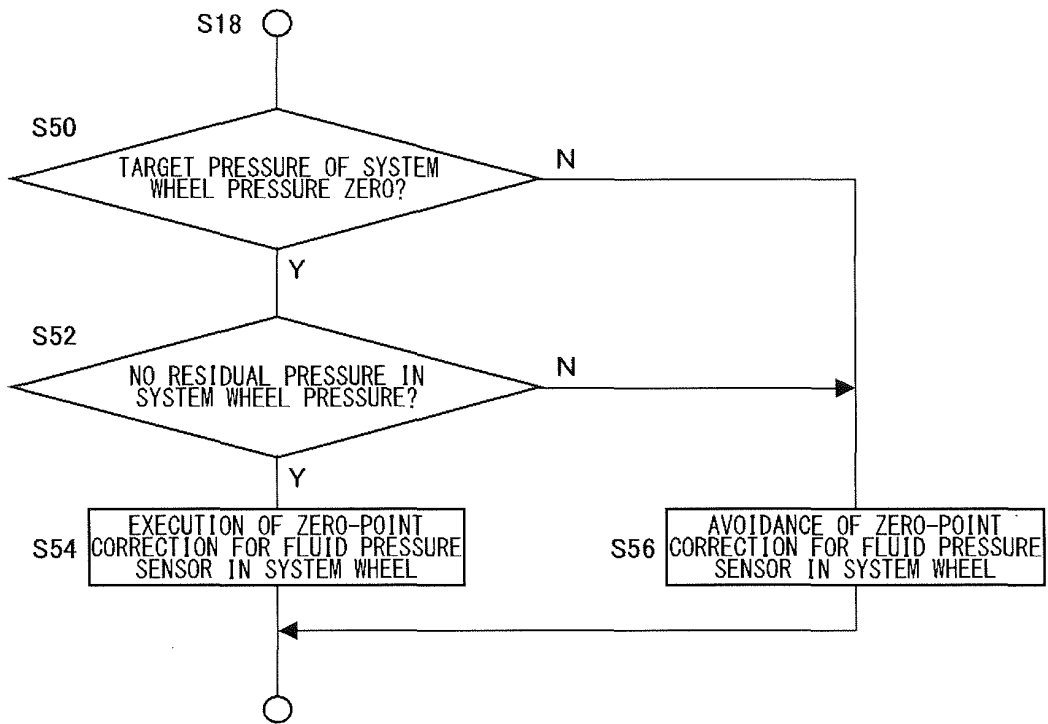 S18
S50
TARGET PRESSURE OF SYSTEM
WHEEL PRESSURE ZERO?
N
Y
S52
NO RESIDUAL PRESSURE IN
SYSTEM WHEEL PRESSURE?
N
Y
S54
EXECUTION OF ZERO-POINT
CORRECTION FOR FLUID PRESSURE
SENSOR IN SYSTEM WHEEL
S56
AVOIDANCE OF ZERO-POINT
CORRECTION FOR FLUID PRESSURE
SENSOR IN SYSTEM WHEEL